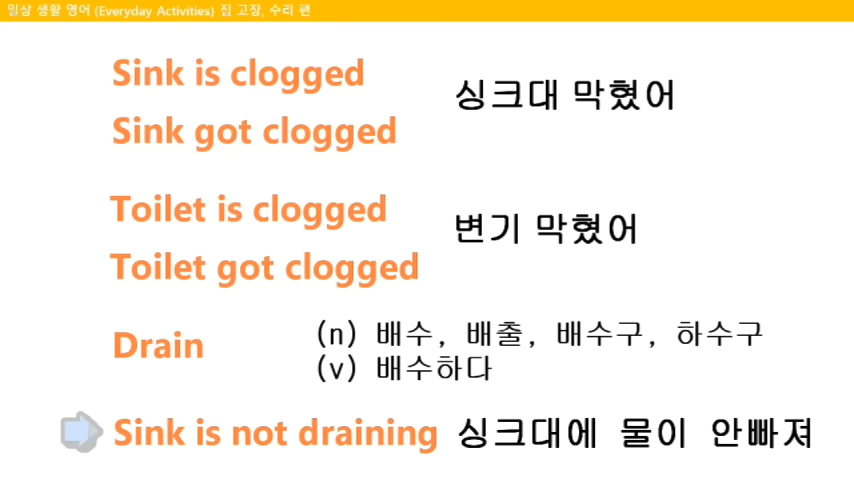 일상 생활 영어 (Everyday Activities) 집 고장, 수리 편
Sink is clogged
싱크대 막혔어
Sink got clogged
Toilet is clogged
변기 막혔어
Toilet got clogged
Drain
(n) 배수, 배출, 배수구, 하수구
(v) 배수하다
Sink is not draining 싱크대에 물이 안빠져